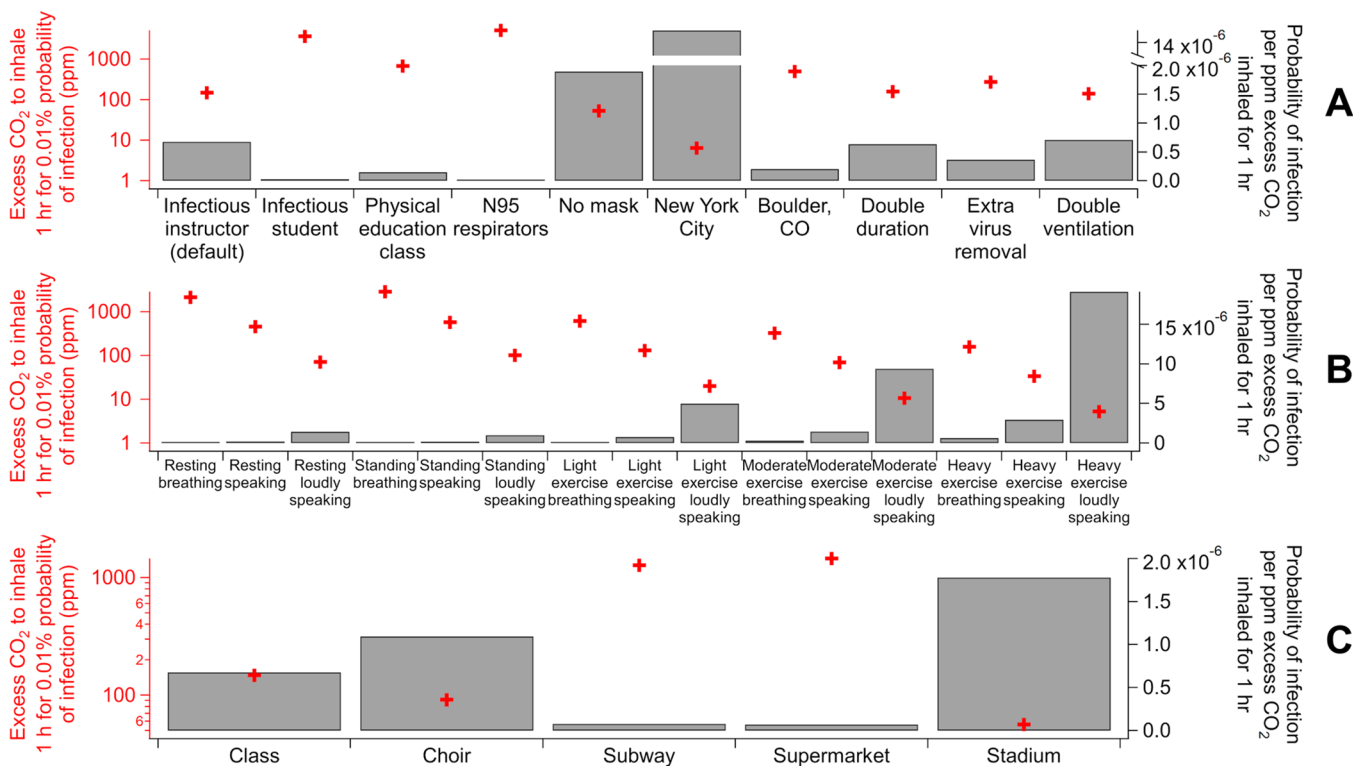 Excess CO2 to inhale
1 hr for 0.01% probability
of infection (ppm)
1000
100
10
1
14 x10-6
2.0 x10-6
1.5
1.0
0.5
0.0
Probability of infection
per ppm excess CO2
inhaled for 1 hr
A
Infectious instructor (default)
Infectious student
Physical education class
N95 respirators
No mask
New York City
Boulder, CO
Double duration
Extra virus removal
Double ventilation
Excess CO2 to inhale
1 hr for 0.01% probability
of infection (ppm)
1000
100
10
1
15 x10-6
10
5
0
Probability of infection
per ppm excess CO2
inhaled for 1 hr
B
Resting breathing
Resting speaking
Resting loudly speaking
Standing breathing
Standing speaking
Standing loudly speaking
Light exercise breathing
Light exercise speaking
Light exercise loudly speaking
Moderate exercise breathing
Moderate exercise speaking
Moderate exercise loudly speaking
Heavy exercise breathing
Heavy exercise speaking
Heavy exercise loudly speaking
Excess CO2 to inhale
1 h for 0.01% probability
of infection (ppm)
1000
6
4
2
100
6
2.0 x10-6
1.5
1.0
0.5
0.0
Probability of infection
per ppm excess CO2
inhaled for 1 hr
C
Class
Choir
Subway
Supermarket
Stadium